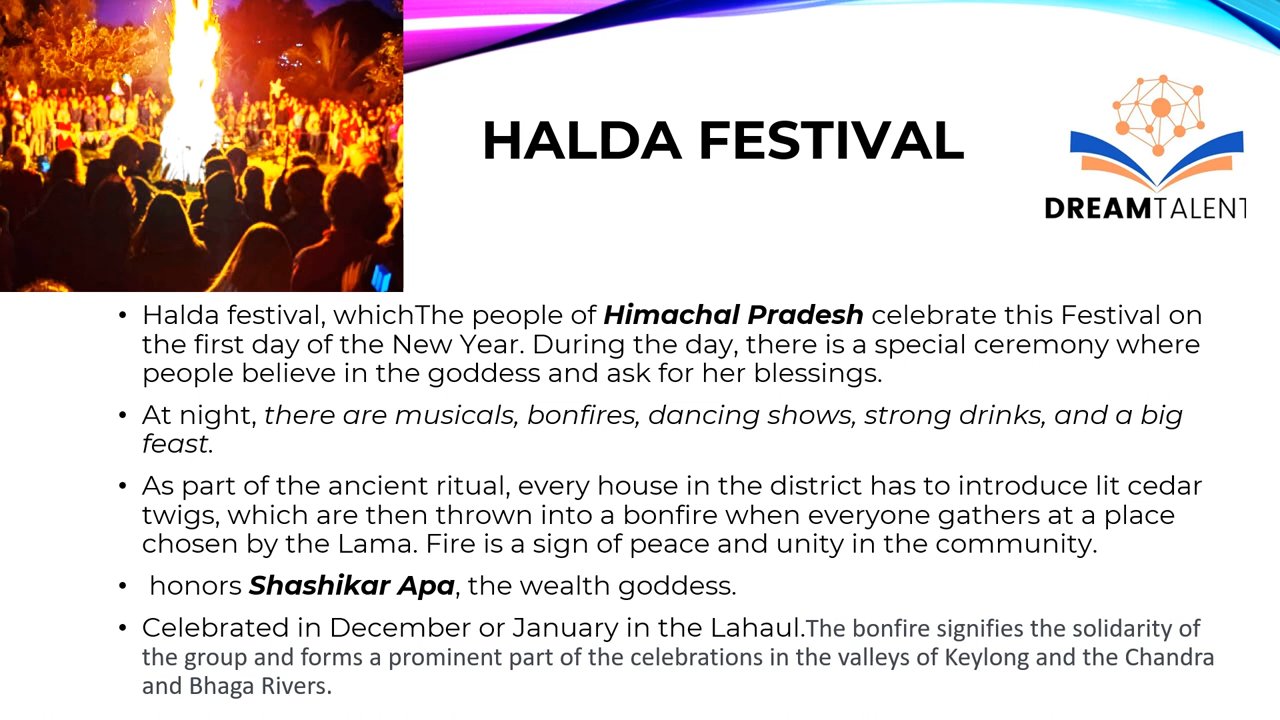 HALDA FESTIVAL
DREAMTALENT
• Halda festival, whichThe people of Himachal Pradesh celebrate this Festival on
the first day of the New Year. During the day, there is a special ceremony where
people believe in the goddess and ask for her blessings.
• At night, there are musicals, bonfires, dancing shows, strong drinks, and a big
feast.
• As part of the ancient ritual, every house in the district has to introduce lit cedar
twigs, which are then thrown into a bonfire when everyone gathers at a place
chosen by the Lama. Fire is a sign of peace and unity in the community.
• honors Shashikar Apa, the wealth goddess.
• Celebrated in December or January in the Lahaul.The bonfire signifies the solidarity of
the group and forms a prominent part of the celebrations in the valleys of Keylong and the Chandra
and Bhaga Rivers.